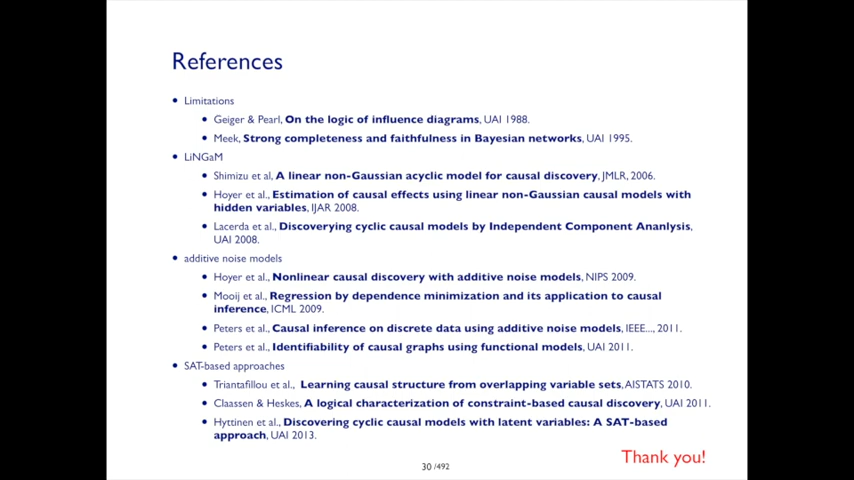 References
• Limitations
• Geiger & Pearl, On the logic of influence diagrams, UAI 1988.
• Meek, Strong completeness and faithfulness in Bayesian networks, UAI 1995.
• LiNGaM
• Shimizu et al, A linear non-Gaussian acyclic model for causal discovery, JMLR, 2006.
• Hoyer et al., Estimation of causal effects using linear non-Gaussian causal models with
hidden variables, IJAR 2008.
• Lacerda et al., Discoverying cyclic causal models by Independent Component Ananlysis,
UAI 2008.
• additive noise models
• Hoyer et al., Nonlinear causal discovery with additive noise models, NIPS 2009.
• Mooij et al., Regression by dependence minimization and its application to causal
inference, ICML 2009.
• Peters et al., Causal inference on discrete data using additive noise models, IEEE..., 2011.
• Peters et al., Identifiability of causal graphs using functional models, UAI 2011.
• SAT-based approaches
• Triantafillou et al., Learning causal structure from overlapping variable sets, AISTATS 2010.
• Claassen & Heskes, A logical characterization of constraint-based causal discovery, UAI 2011.
• Hyttinen et al., Discovering cyclic causal models with latent variables: A SAT-based
approach, UAI 2013.
Thank you!
30 /492